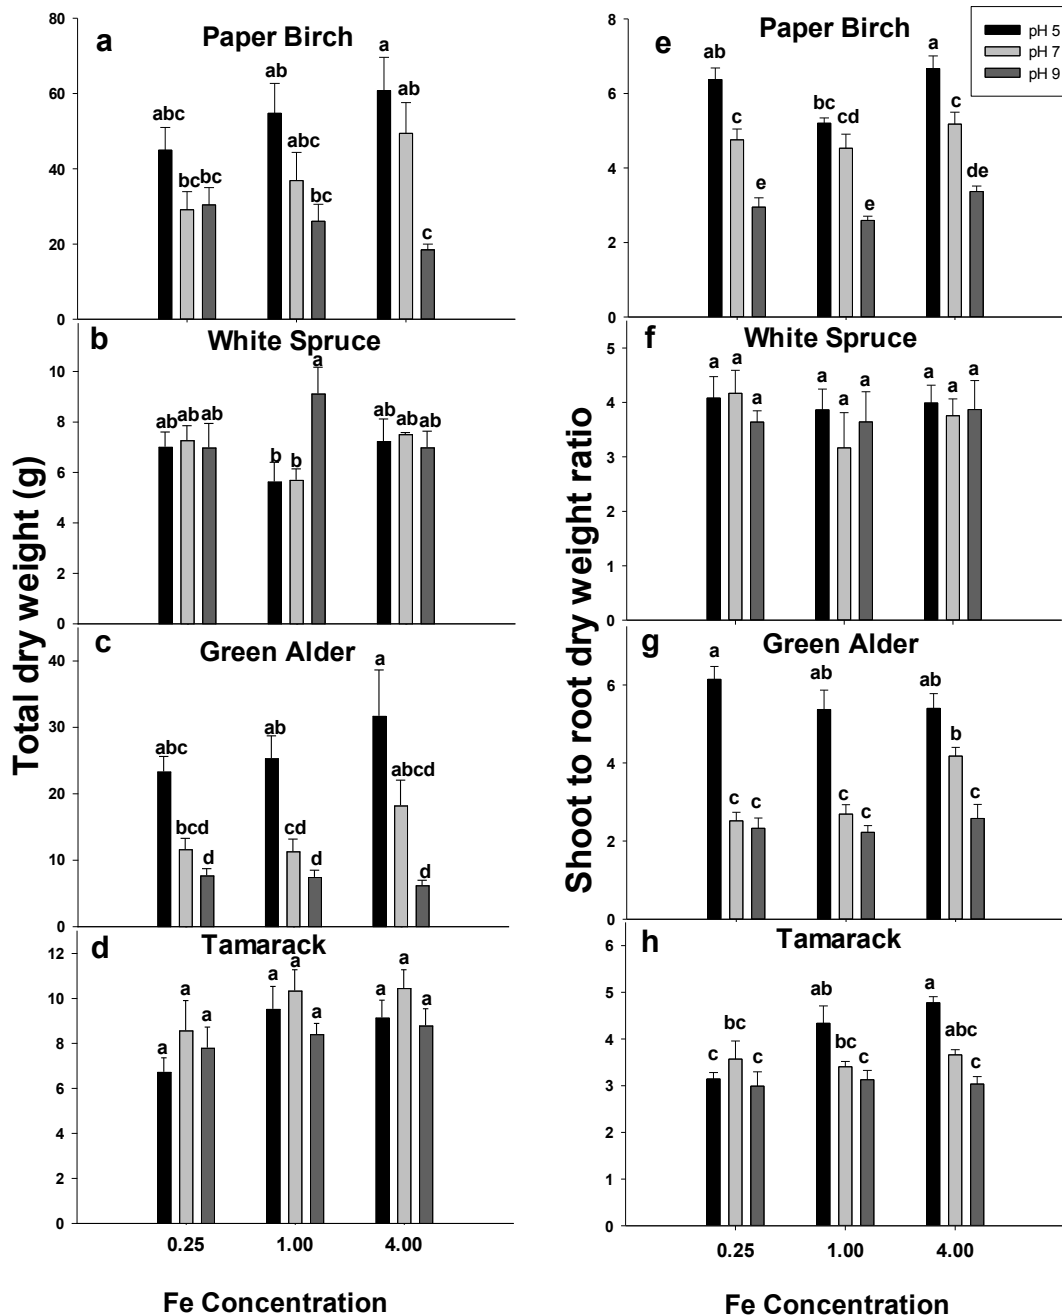 Total dry weight (g)
a
Paper Birch
80
60
40
20
0
abc
bc
bc
ab
abc
bc
a
ab
c
b
White Spruce
10
8
6
4
2
0
ab
ab
ab
b
b
a
ab
ab
ab
c
Green Alder
40
30
20
10
0
abc
bcd
d
ab
cd
d
a
abcd
d
d
Tamarack
12
10
8
6
4
2
0
a
a
a
a
a
a
a
a
a
0.25
1.00
4.00
Fe Concentration
Shoot to root dry weight ratio
e
Paper Birch
pH 5
pH 7
pH 9
8
6
4
2
0
ab
c
e
bc
cd
e
a
c
de
f
White Spruce
5
4
3
2
1
0
a
a
a
a
a
a
a
a
a
g
Green Alder
6
4
2
0
a
c
c
ab
c
c
ab
b
c
h
Tamarack
6
5
4
3
2
1
0
c
bc
c
ab
bc
c
a
abc
c
0.25
1.00
4.00
Fe Concentration